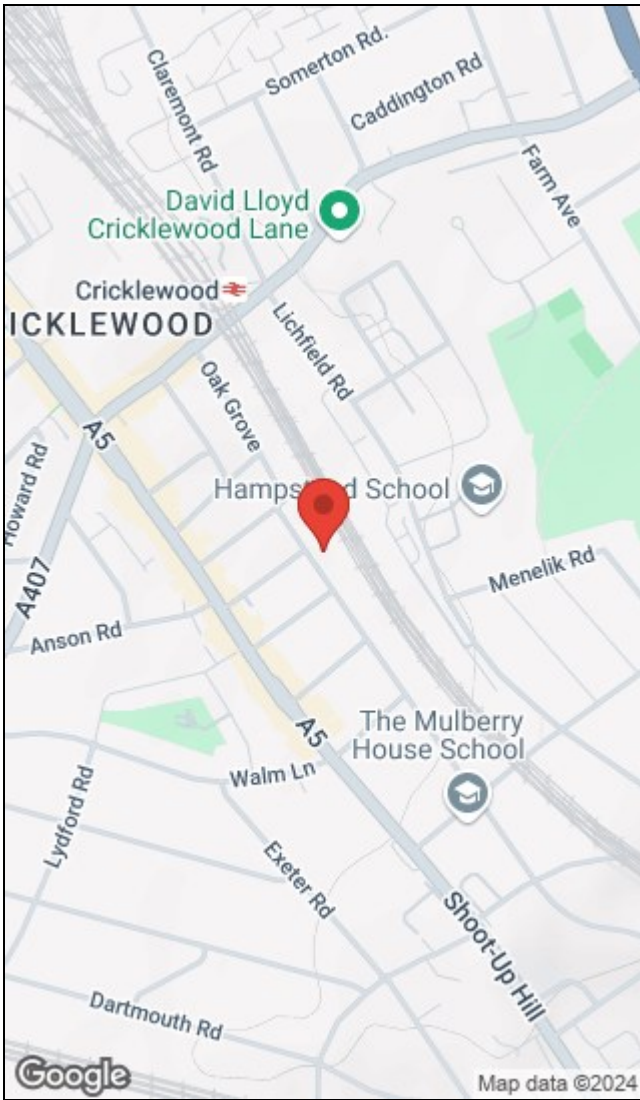 Somerton Rd.
Claremont Rd
Caddington Rd
Farm Ave
David Lloyd
Cricklewood Lane
Cricklewood
ICKLEWOOD
Lichfield Rd
Oak Grove
A5
Howard Rd
Hampstead School
A407
Menelik Rd
Anson Rd
The Mulberry
House School
A5
Walm Ln
Lydford Rd
Exeter Rd
Shoot-Up Hill
Dartmouth Rd
Google
Map data ©2024